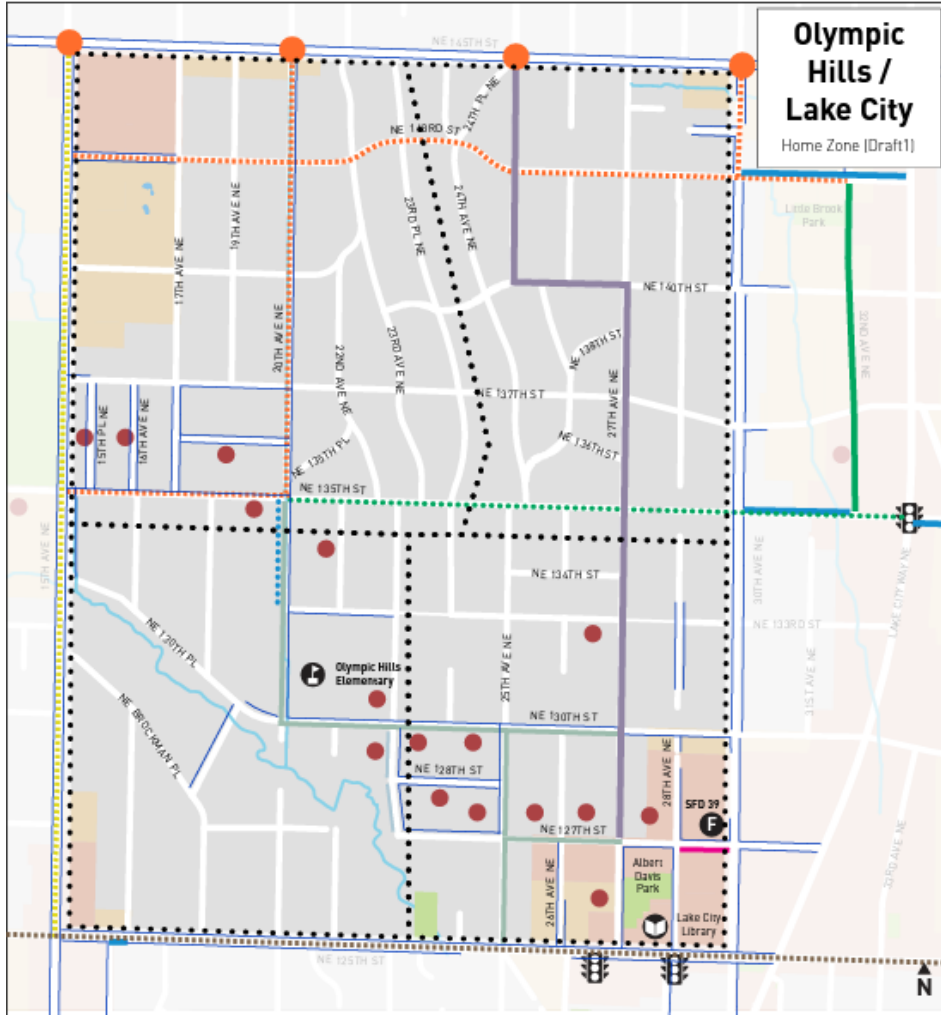 Olympic
Hills /
Lake City
Home Zone (Draft1)
NE 145TH ST
24TH PL NE
NE 143RD ST
19TH AVE NE
23RD PL NE
24TH AVE NE
Little Brook
Park
17TH AVE NE
NE 140TH ST
20TH AVE NE
22ND AVE NE
23RD AVE NE
NE 138TH ST
32ND AVE NE
NE 137TH ST
27TH AVE NE
15TH PL NE
16TH AVE NE
NE 135TH PL
NE 136TH ST
NE 135TH ST
15TH AVE NE
30TH AVE NE
LAKE CITY WAY NE
NE 134TH ST
NE 133RD ST
NE 130TH PL
25TH AVE NE
31ST AVE NE
Olympic Hills
Elementary
NE BROCKMAN PL
NE 130TH ST
NE 128TH ST
28TH AVE NE
SFD 39
F
NE 127TH ST
33RD AVE NE
26TH AVE NE
Albert
Davis
Park
Lake City
Library
NE 125TH ST
N